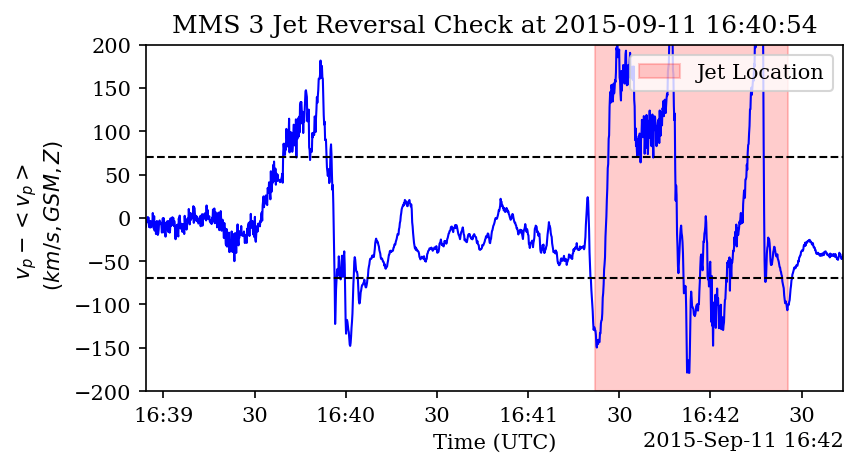 MMS 3 Jet Reversal Check at 2015-09-11 16:40:54
v_p − < v_p >
(km/s, GSM, Z)
200
150
100
50
0
−50
−100
−150
−200
Jet Location
16:39 30 16:40 30 16:41 30 16:42 30
Time (UTC)
2015-Sep-11 16:42